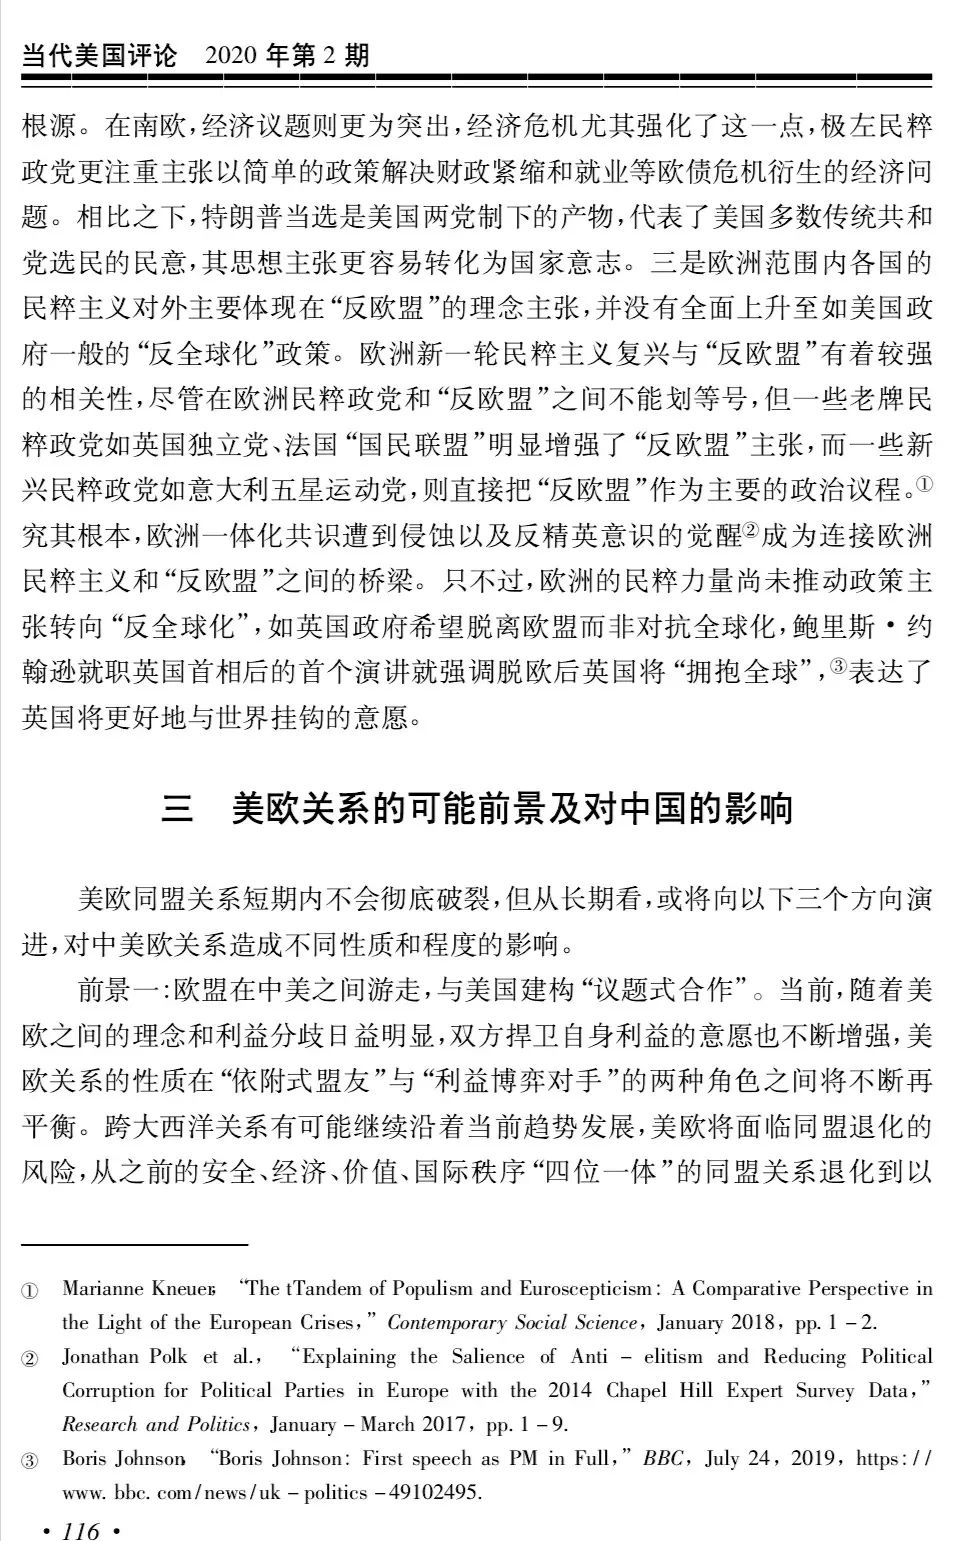 当代美国评论 2020 年第 2 期
根源。在南欧,经济议题则更为突出,经济危机尤其强化了这一点,极左民粹
政党更注重主张以简单的政策解决财政紧缩和就业等欧债危机衍生的经济问
题。相比之下,特朗普当选是美国两党制下的产物,代表了美国多数传统共和
党选民的民意,其思想主张更容易转化为国家意志。三是欧洲范围内各国的
民粹主义对外主要体现在“反欧盟”的理念主张,并没有全面上升至如美国政
府一般的“反全球化”政策。欧洲新一轮民粹主义复兴与“反欧盟”有着较强
的相关性,尽管在欧洲民粹政党和“反欧盟”之间不能划等号,但一些老牌民
粹政党如英国独立党、法国“国民联盟”明显增强了“反欧盟”主张,而一些新
兴民粹政党如意大利五星运动党,则直接把“反欧盟”作为主要的政治议程。①
究其根本,欧洲一体化共识遭到侵蚀以及反精英意识的觉醒②成为连接欧洲
民粹主义和“反欧盟”之间的桥梁。只不过,欧洲的民粹力量尚未推动政策主
张转向“反全球化”,如英国政府希望脱离欧盟而非对抗全球化,鲍里斯·约
翰逊就职英国首相后的首个演讲就强调脱欧后英国将“拥抱全球”,③表达了
英国将更好地与世界挂钩的意愿。
三 美欧关系的可能前景及对中国的影响
美欧同盟关系短期内不会彻底破裂,但从长期看,或将向以下三个方向演
进,对中美欧关系造成不同性质和程度的影响。
前景一:欧盟在中美之间游走,与美国建构“议题式合作”。当前,随着美
欧之间的理念和利益分歧日益明显,双方捍卫自身利益的意愿也不断增强,美
欧关系的性质在“依附式盟友”与“利益博弈对手”的两种角色之间将不断再
平衡。跨大西洋关系有可能继续沿着当前趋势发展,美欧将面临同盟退化的
风险,从之前的安全、经济、价值、国际秩序“四位一体”的同盟关系退化到以
① Marianne Kneuer, “The tTandem of Populism and Euroscepticism: A Comparative Perspective in
the Light of the European Crises,” Contemporary Social Science, January 2018, pp. 1-2.
② Jonathan Polk et al., “Explaining the Salience of Anti-elitism and Reducing Political
Corruption for Political Parties in Europe with the 2014 Chapel Hill Expert Survey Data,”
Research and Politics, January-March 2017, pp. 1-9.
③ Boris Johnson, “Boris Johnson: First speech as PM in Full,” BBC, July 24, 2019, https://
www.bbc.com/news/uk-politics-49102495.
·116·